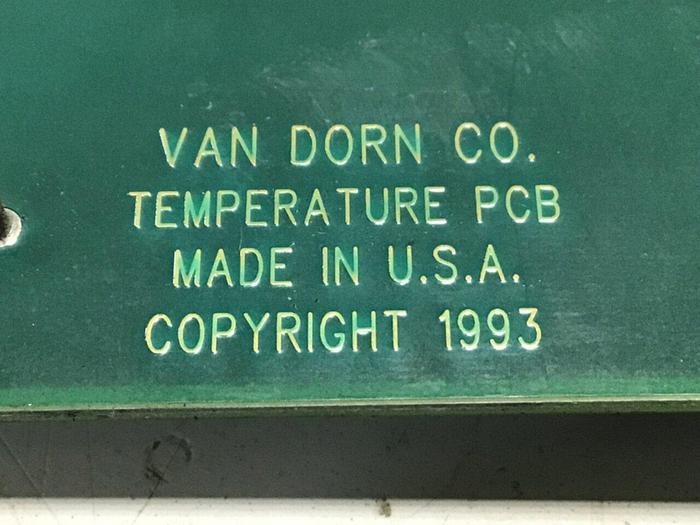 VAN DORN CO.
TEMPERATURE PCB
MADE IN U.S.A.
COPYRIGHT 1993